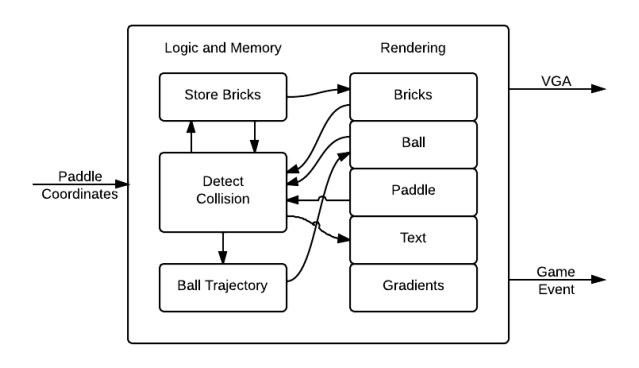 Logic and Memory
Rendering
Store Bricks
Bricks
VGA
Ball
Detect
Collision
Paddle
Coordinates
Paddle
Text
Ball Trajectory
Gradients
Game
Event